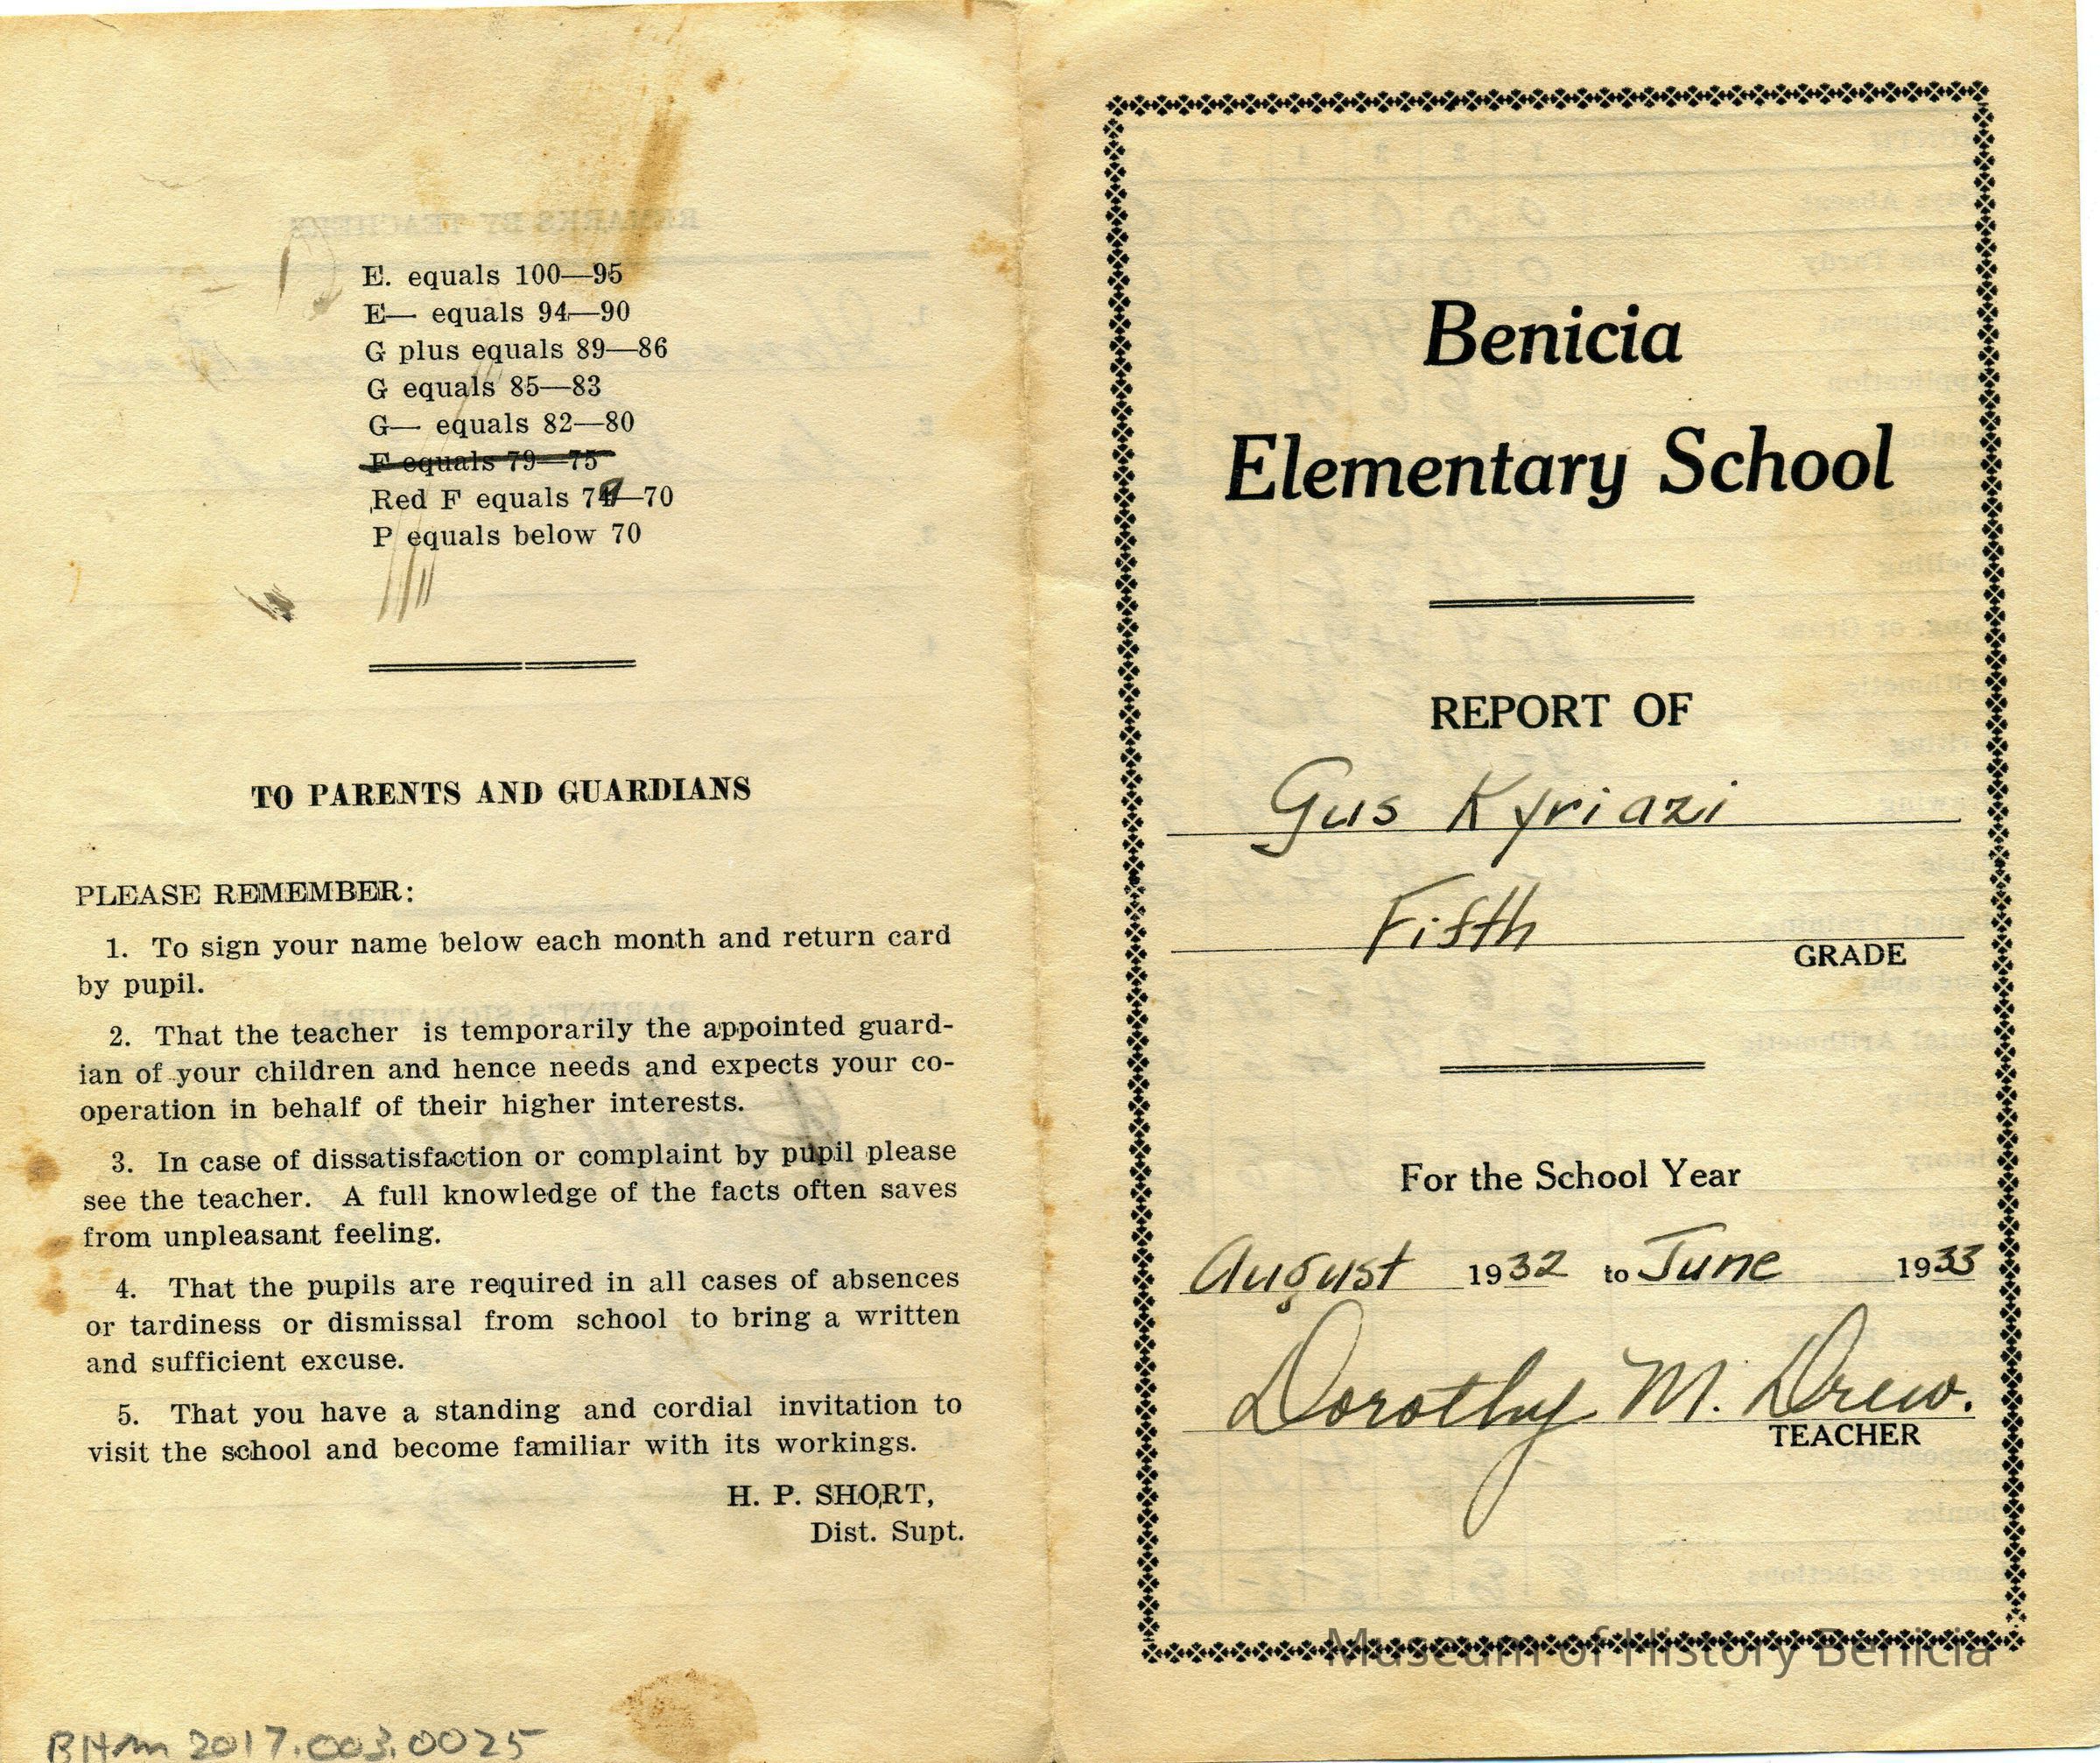 E. equals 100—95
E— equals 94—90
G plus equals 89—86
G equals 85—83
G— equals 82—80
F equals 79—75
Red F equals 79—70
P equals below 70
TO PARENTS AND GUARDIANS
PLEASE REMEMBER:
1. To sign your name below each month and return card
by pupil.
2. That the teacher is temporarily the appointed guard-
ian of your children and hence needs and expects your co-
operation in behalf of their higher interests.
3. In case of dissatisfaction or complaint by pupil please
see the teacher. A full knowledge of the facts often saves
from unpleasant feeling.
4. That the pupils are required in all cases of absences
or tardiness or dismissal from school to bring a written
and sufficient excuse.
5. That you have a standing and cordial invitation to
visit the school and become familiar with its workings.
H. P. SHORT,
Dist. Supt.
BHM 2017.003.0025
Benicia
Elementary School
REPORT OF
Gus Kyriazi
Fifth
GRADE
For the School Year
August 1932 to June 1933
Dorothy M. Drew.
TEACHER
Museum of History Benicia